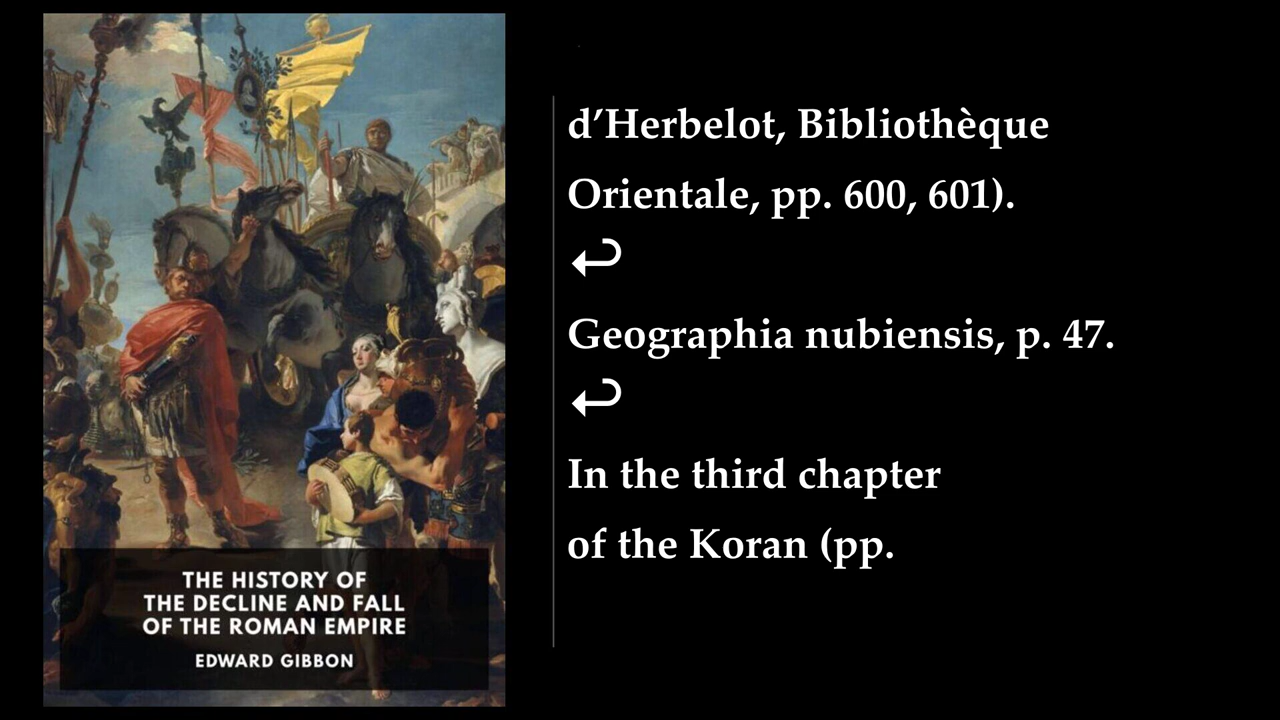 THE HISTORY OF
THE DECLINE AND FALL
OF THE ROMAN EMPIRE
EDWARD GIBBON
d’Herbelot, Bibliothèque
Orientale, pp. 600, 601).
↩
Geographia nubiensis, p. 47.
↩
In the third chapter
of the Koran (pp.